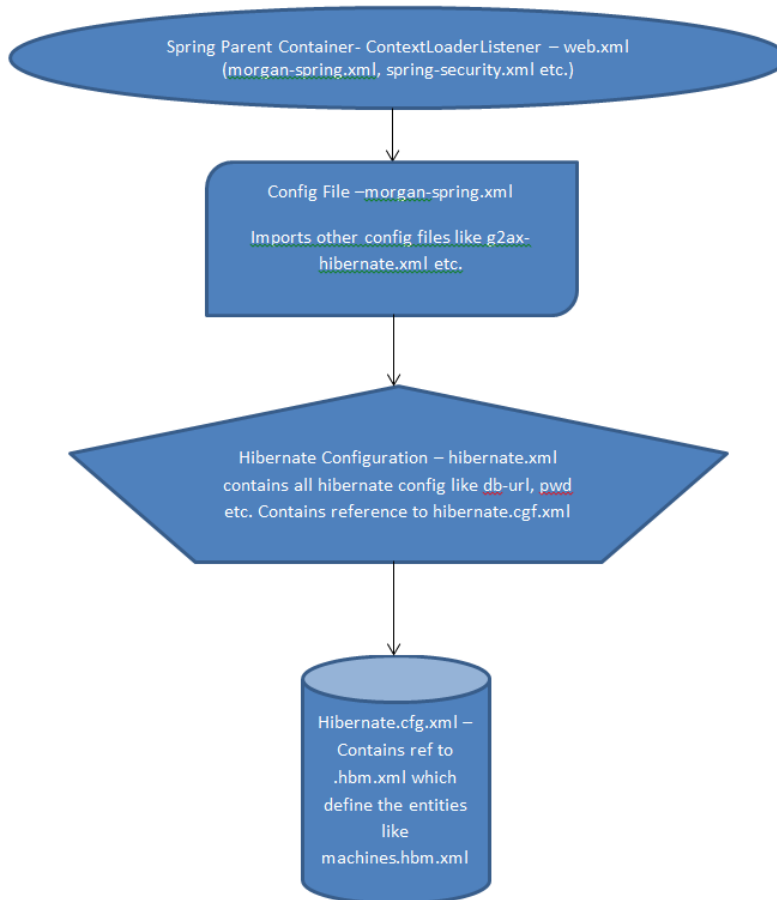 Spring Parent Container- ContextLoaderListener – web.xml
(morgan-spring.xml, spring-security.xml etc.)
Config File –morgan-spring.xml
Imports other config files like g2ax-
hibernate.xml etc.
Hibernate Configuration – hibernate.xml
contains all hibernate config like db-url, pwd
etc. Contains reference to hibernate.cgf.xml
Hibernate.cfg.xml –
Contains ref to
.hbm.xml which
define the entities
like
machines.hbm.xml